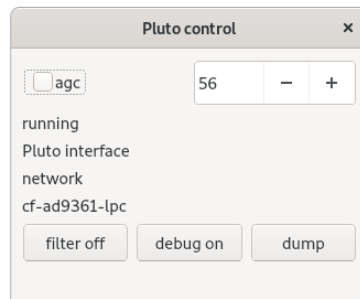 Pluto control ×
agc 56 − +
running
Pluto interface
network
cf-ad9361-lpc
filter off debug on dump